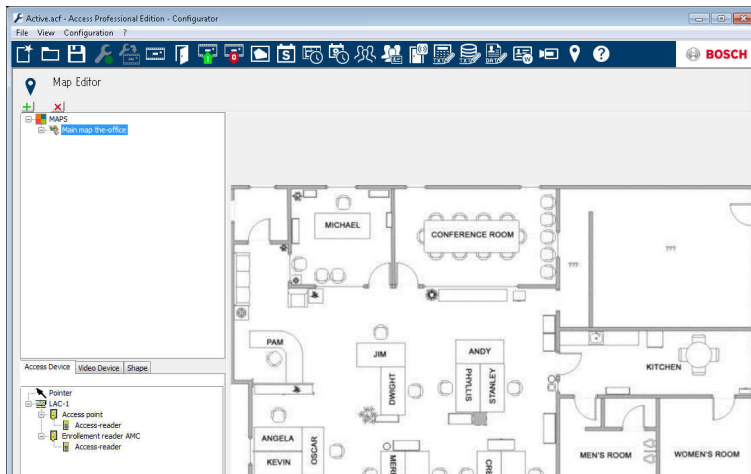 Active.acf - Access Professional Edition - Configurator
File View Configuration ?
BOSCH
Map Editor
MAPS
Main map the-office
MICHAEL
CONFERENCE ROOM
???
???
PAM
JIM
ANDY
DWIGHT
PHYLLIS
STANLEY
KITCHEN
Access Device Video Device Shape
Pointer
LAC-1
Access point
Access-reader
Enrollement reader AMC
Access-reader
ANGELA
OSCAR
KEVIN
MEN'S ROOM
WOMEN'S ROOM